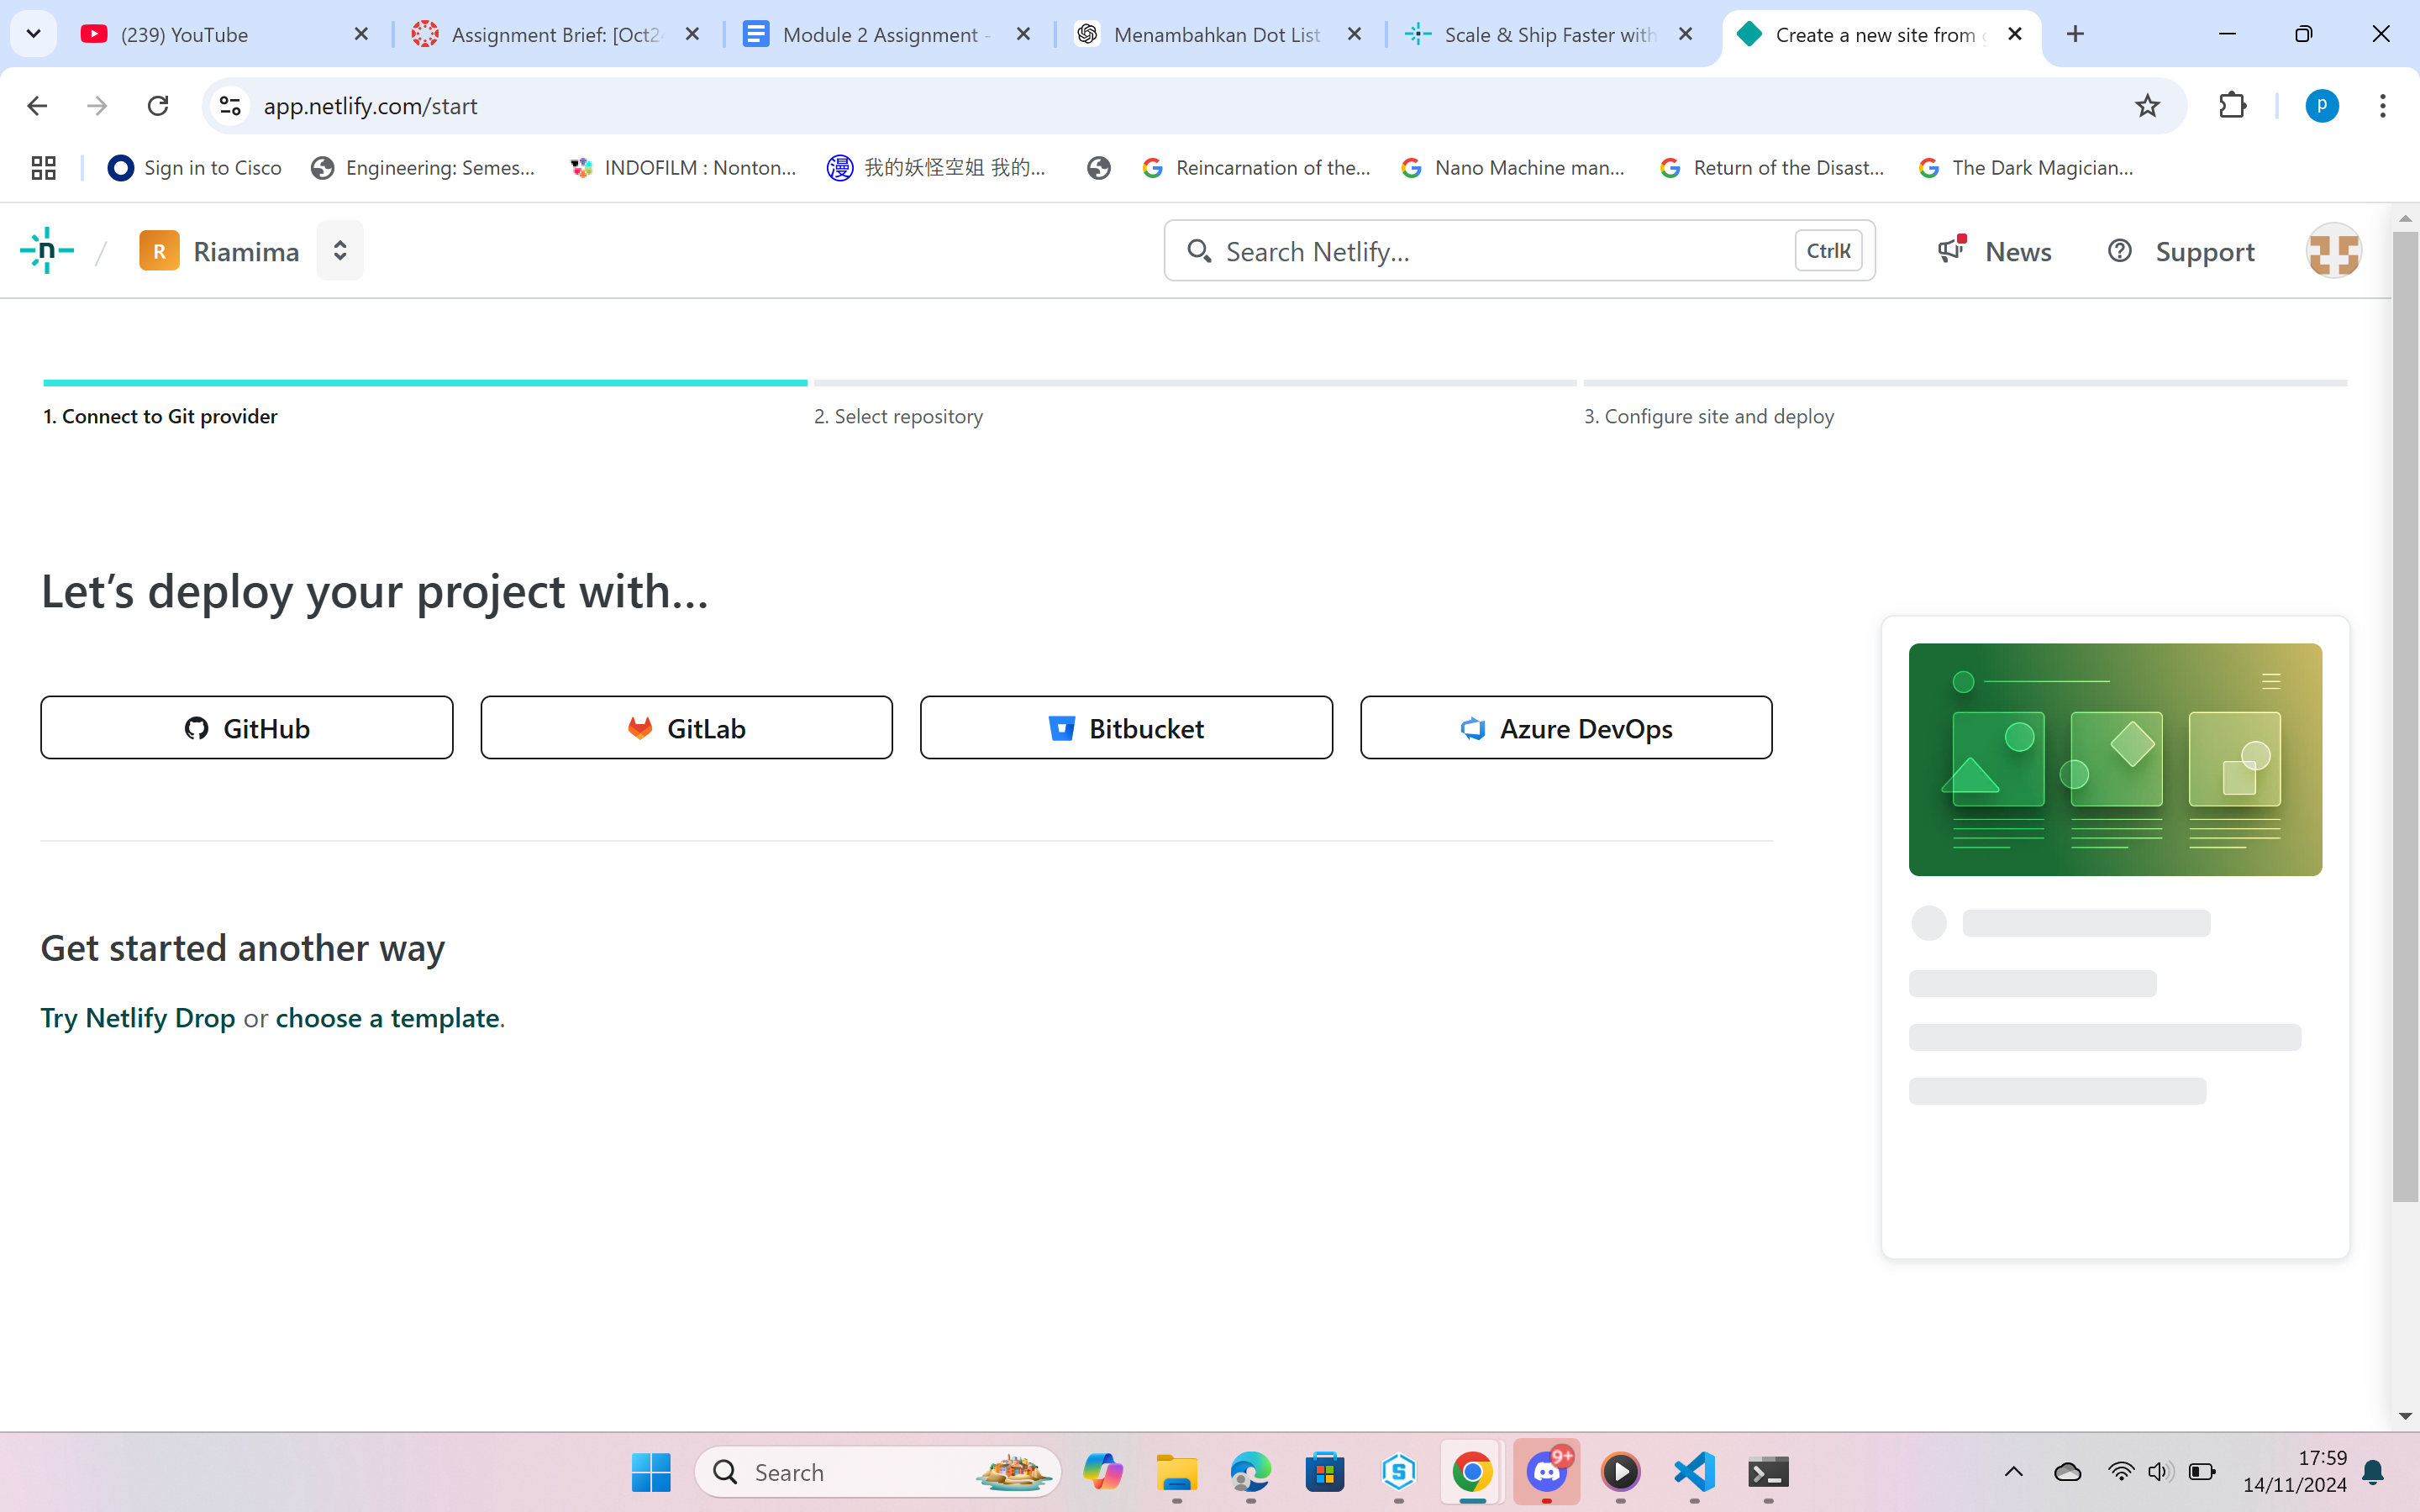 (239) YouTube
Assignment Brief: [Oct24
Module 2 Assignment -
Menambahkan Dot List
Scale & Ship Faster with
Create a new site from g
app.netlify.com/start
P
Sign in to Cisco
Engineering: Semes...
INDOFILM : Nonton...
漫 我的妖怪空姐 我的...
Reincarnation of the...
Nano Machine man...
Return of the Disast...
The Dark Magician...
n
/
R Riamima
Search Netlify...
CtrlK
News
Support
1. Connect to Git provider
2. Select repository
3. Configure site and deploy
Let’s deploy your project with…
GitHub
GitLab
Bitbucket
Azure DevOps
Get started another way
Try Netlify Drop or choose a template.
Search
S
9+
17:59
14/11/2024